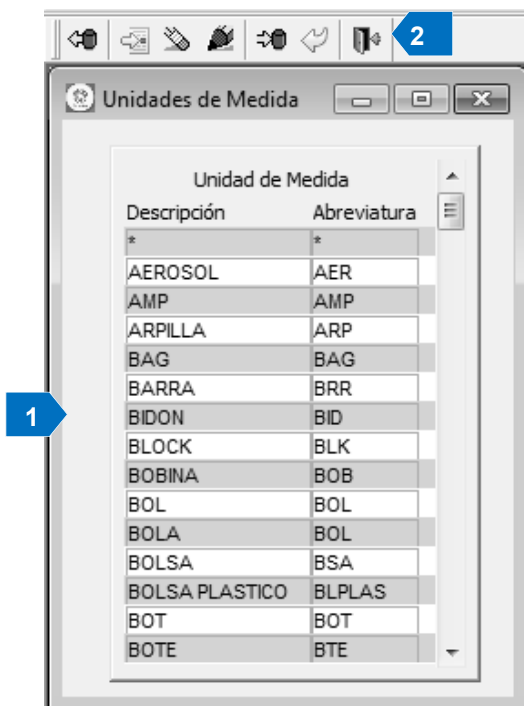 2
Unidades de Medida
Unidad de Medida
Descripción Abreviatura
* *
AEROSOL AER
AMP AMP
ARPILLA ARP
BAG BAG
BARRA BRR
1
BIDON BID
BLOCK BLK
BOBINA BOB
BOL BOL
BOLA BOL
BOLSA BSA
BOLSA PLASTICO BLPLAS
BOT BOT
BOTE BTE